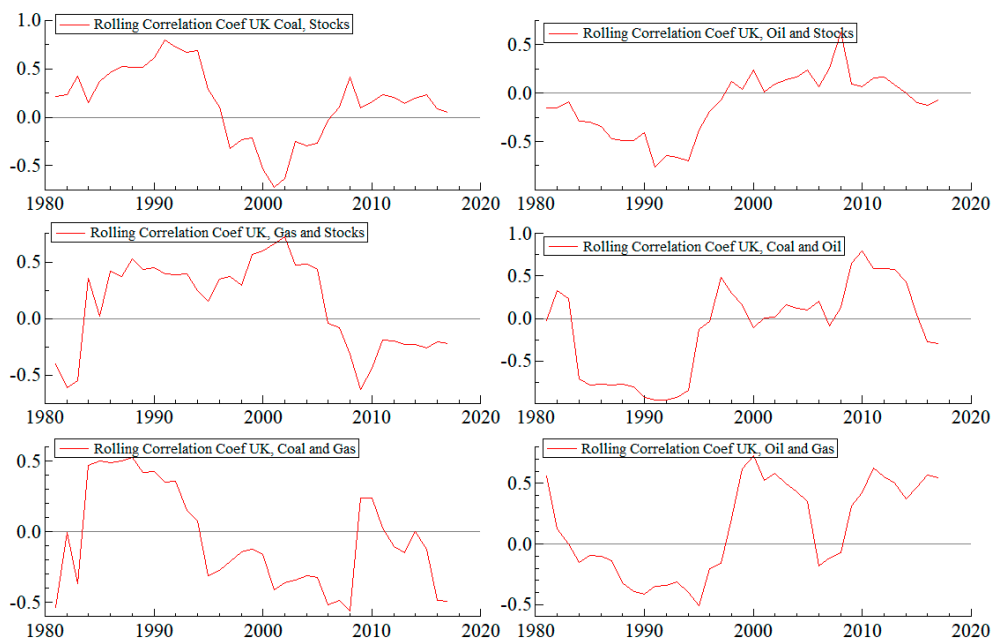 Rolling Correlation Coef UK Coal, Stocks
1.0
0.5
0.0
-0.5
1980 1990 2000 2010 2020
Rolling Correlation Coef UK, Oil and Stocks
0.5
0.0
-0.5
1980 1990 2000 2010 2020
Rolling Correlation Coef UK, Gas and Stocks
0.5
0.0
-0.5
1980 1990 2000 2010 2020
1.0
Rolling Correlation Coef UK, Coal and Oil
0.5
0.0
-0.5
1980 1990 2000 2010 2020
Rolling Correlation Coef UK, Coal and Gas
0.5
0.0
-0.5
1980 1990 2000 2010 2020
Rolling Correlation Coef UK, Oil and Gas
0.5
0.0
-0.5
1980 1990 2000 2010 2020